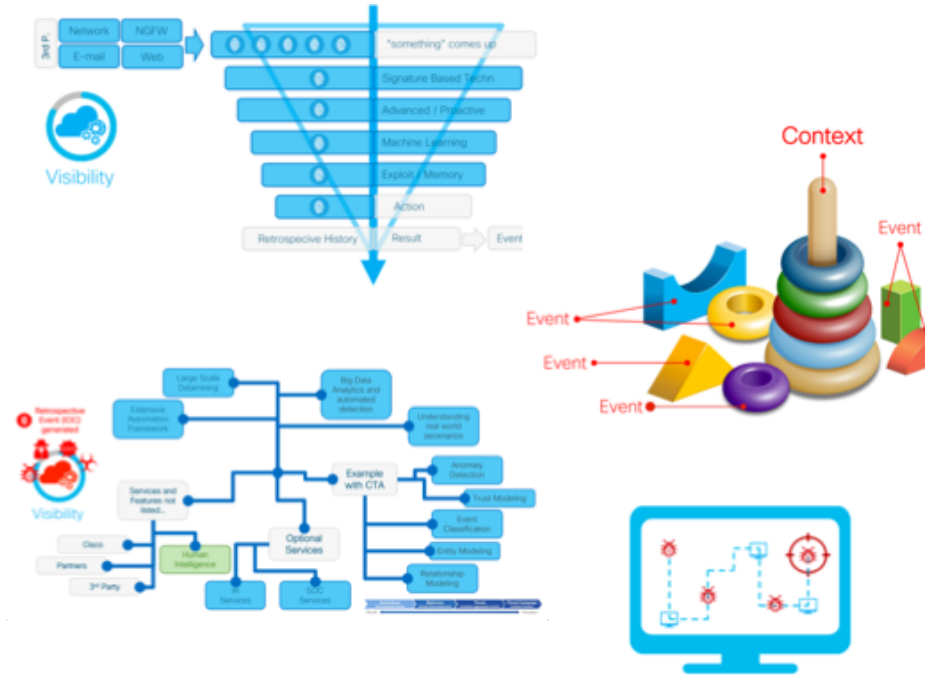 3rd P.
Network
NGFW
E-mail
Web
"something" comes up
Signature Based Techn.
Advanced / Proactive
Machine Learning
Exploit / Memory
Action
Retrospecive History
Result
Event
Visibility
Context
Event
Event
Event
Event
Large Scale
Datamining
Big Data
Analytics and
automated
detection
Extensive
Automation
Framework
Understanding
real world
secenarios
Retrospective
Event (IOC)
generated
Visibility
Services and
Features not
listed...
Example
with CTA
Anomaly
Detection
Trust Modeling
Event
Classification
Entity Modeling
Relationship
Modeling
Optional
Services
Cisco
Partners
3rd Party
Human
Intelligence
IR
Services
SOC
Services